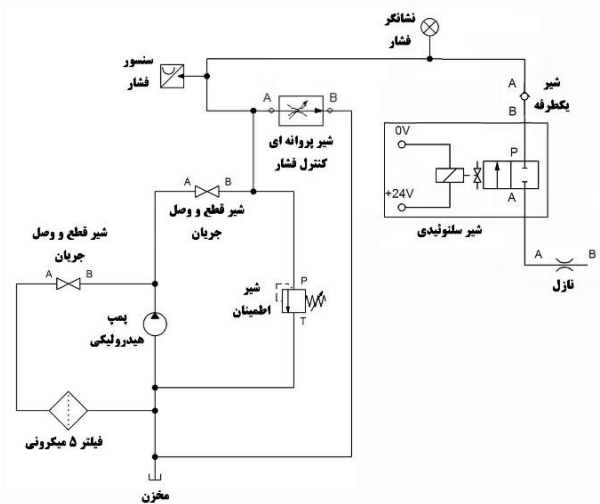 نشانگر
فشار
سنسور
فشار
A
B
شیر پروانه ای
کنترل فشار
A
شیر
یکطرفه
B
0V
+24V
P
A
شیر سلنوئیدی
A
B
نازل
A
B
شیر قطع و وصل
جریان
شیر قطع و وصل
جریان
A
B
شیر
اطمینان
P
T
پمپ
هیدرولیکی
فیلتر ۵ میکرونی
مخزن